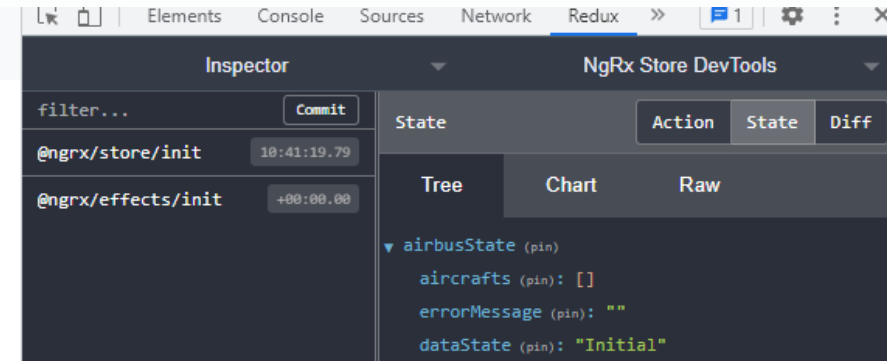 Elements Console Sources Network Redux » 1
Inspector NgRx Store DevTools
filter... Commit
State Action State Diff
@ngrx/store/init 10:41:19.79
Tree Chart Raw
@ngrx/effects/init +00:00.00
airbusState (pin)
aircrafts (pin): []
errorMessage (pin): ""
dataState (pin): "Initial"